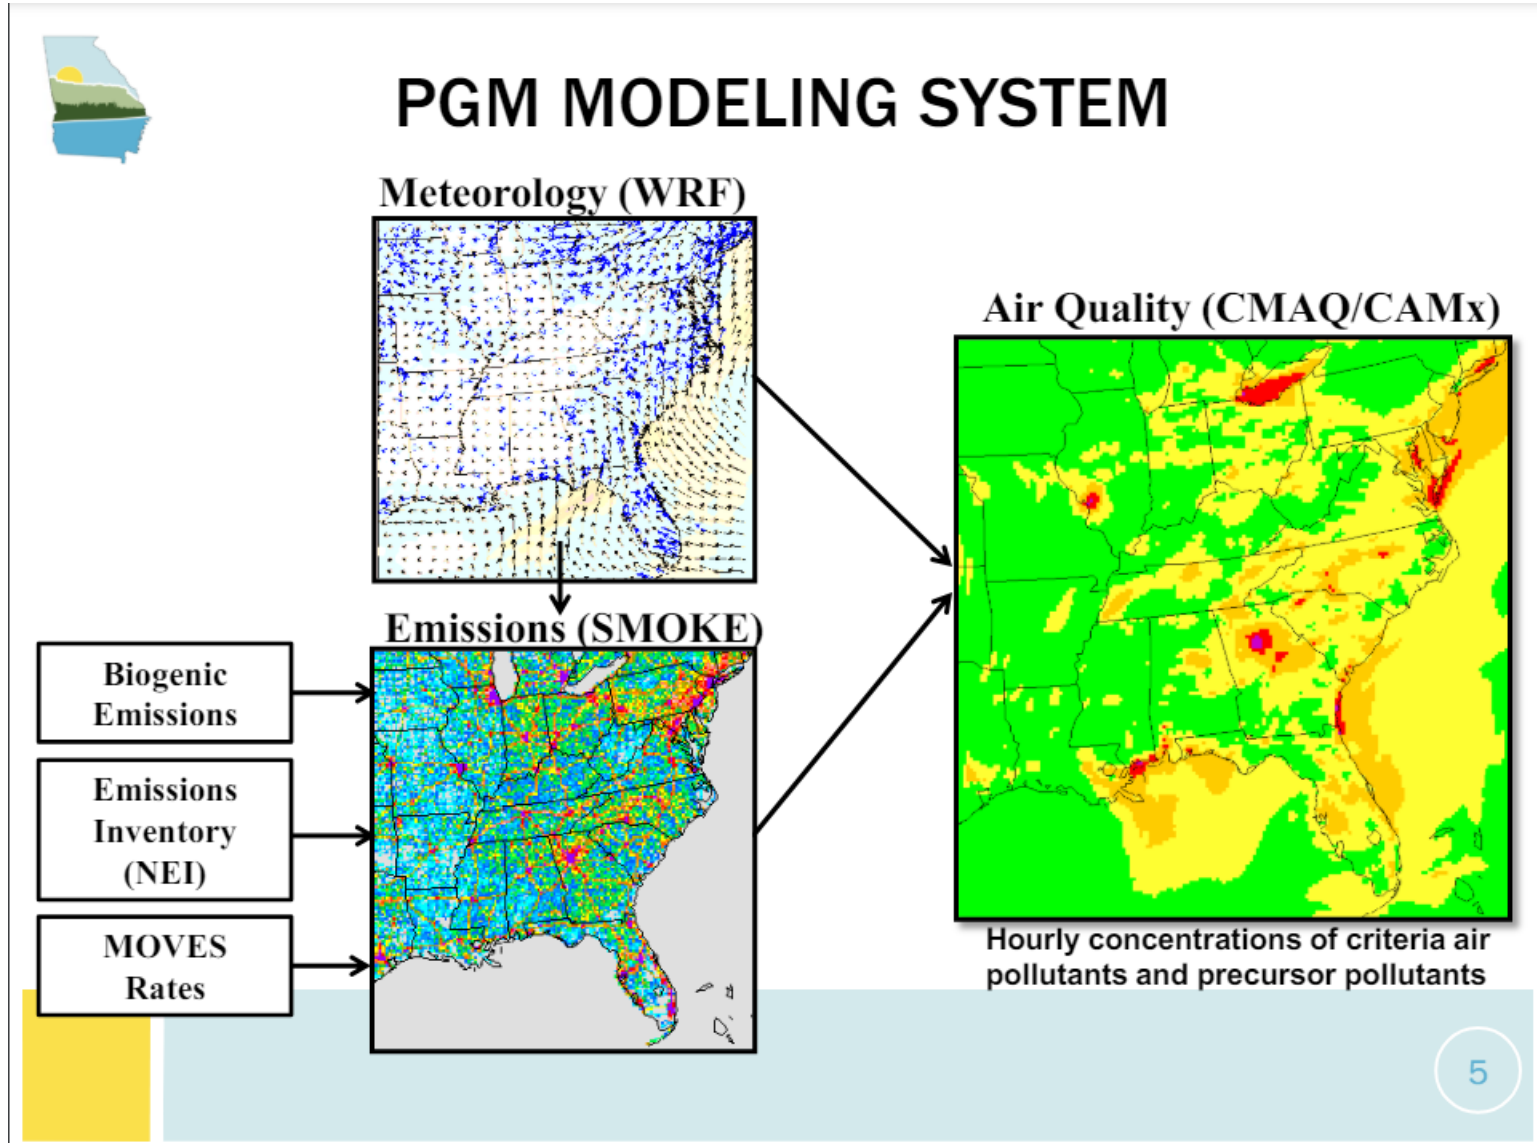 PGM MODELING SYSTEM
Meteorology (WRF)
Air Quality (CMAQ/CAMx)
Emissions (SMOKE)
Biogenic
Emissions
Emissions
Inventory
(NEI)
MOVES
Rates
Hourly concentrations of criteria air
pollutants and precursor pollutants
5